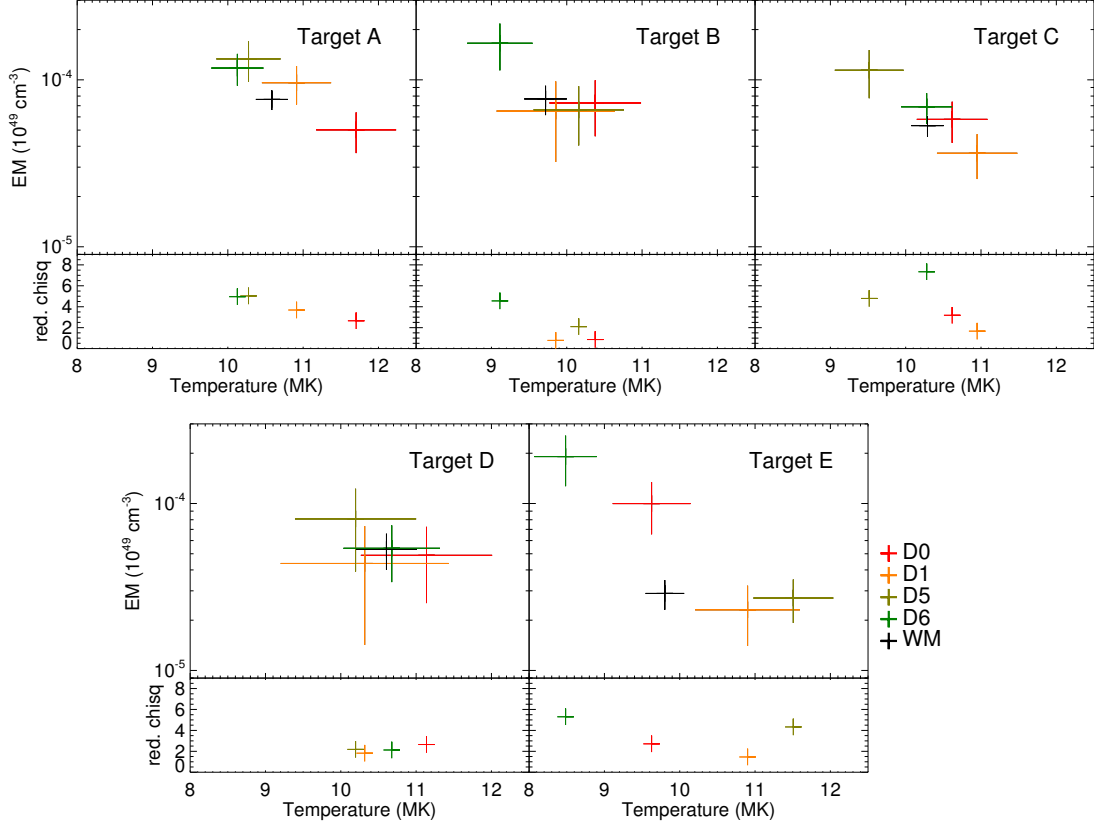 Target A
Target B
Target C
EM (10^49 cm^-3)
10^-4
10^-5
red. chisq
8
6
4
2
0
8 9 10 11 12
9 10 11 12
9 10 11 12
Temperature (MK)
Temperature (MK)
Temperature (MK)
Target D
Target E
EM (10^49 cm^-3)
10^-4
10^-5
red. chisq
8
6
4
2
0
8 9 10 11 12
8 9 10 11 12
Temperature (MK)
Temperature (MK)
D0
D1
D5
D6
WM